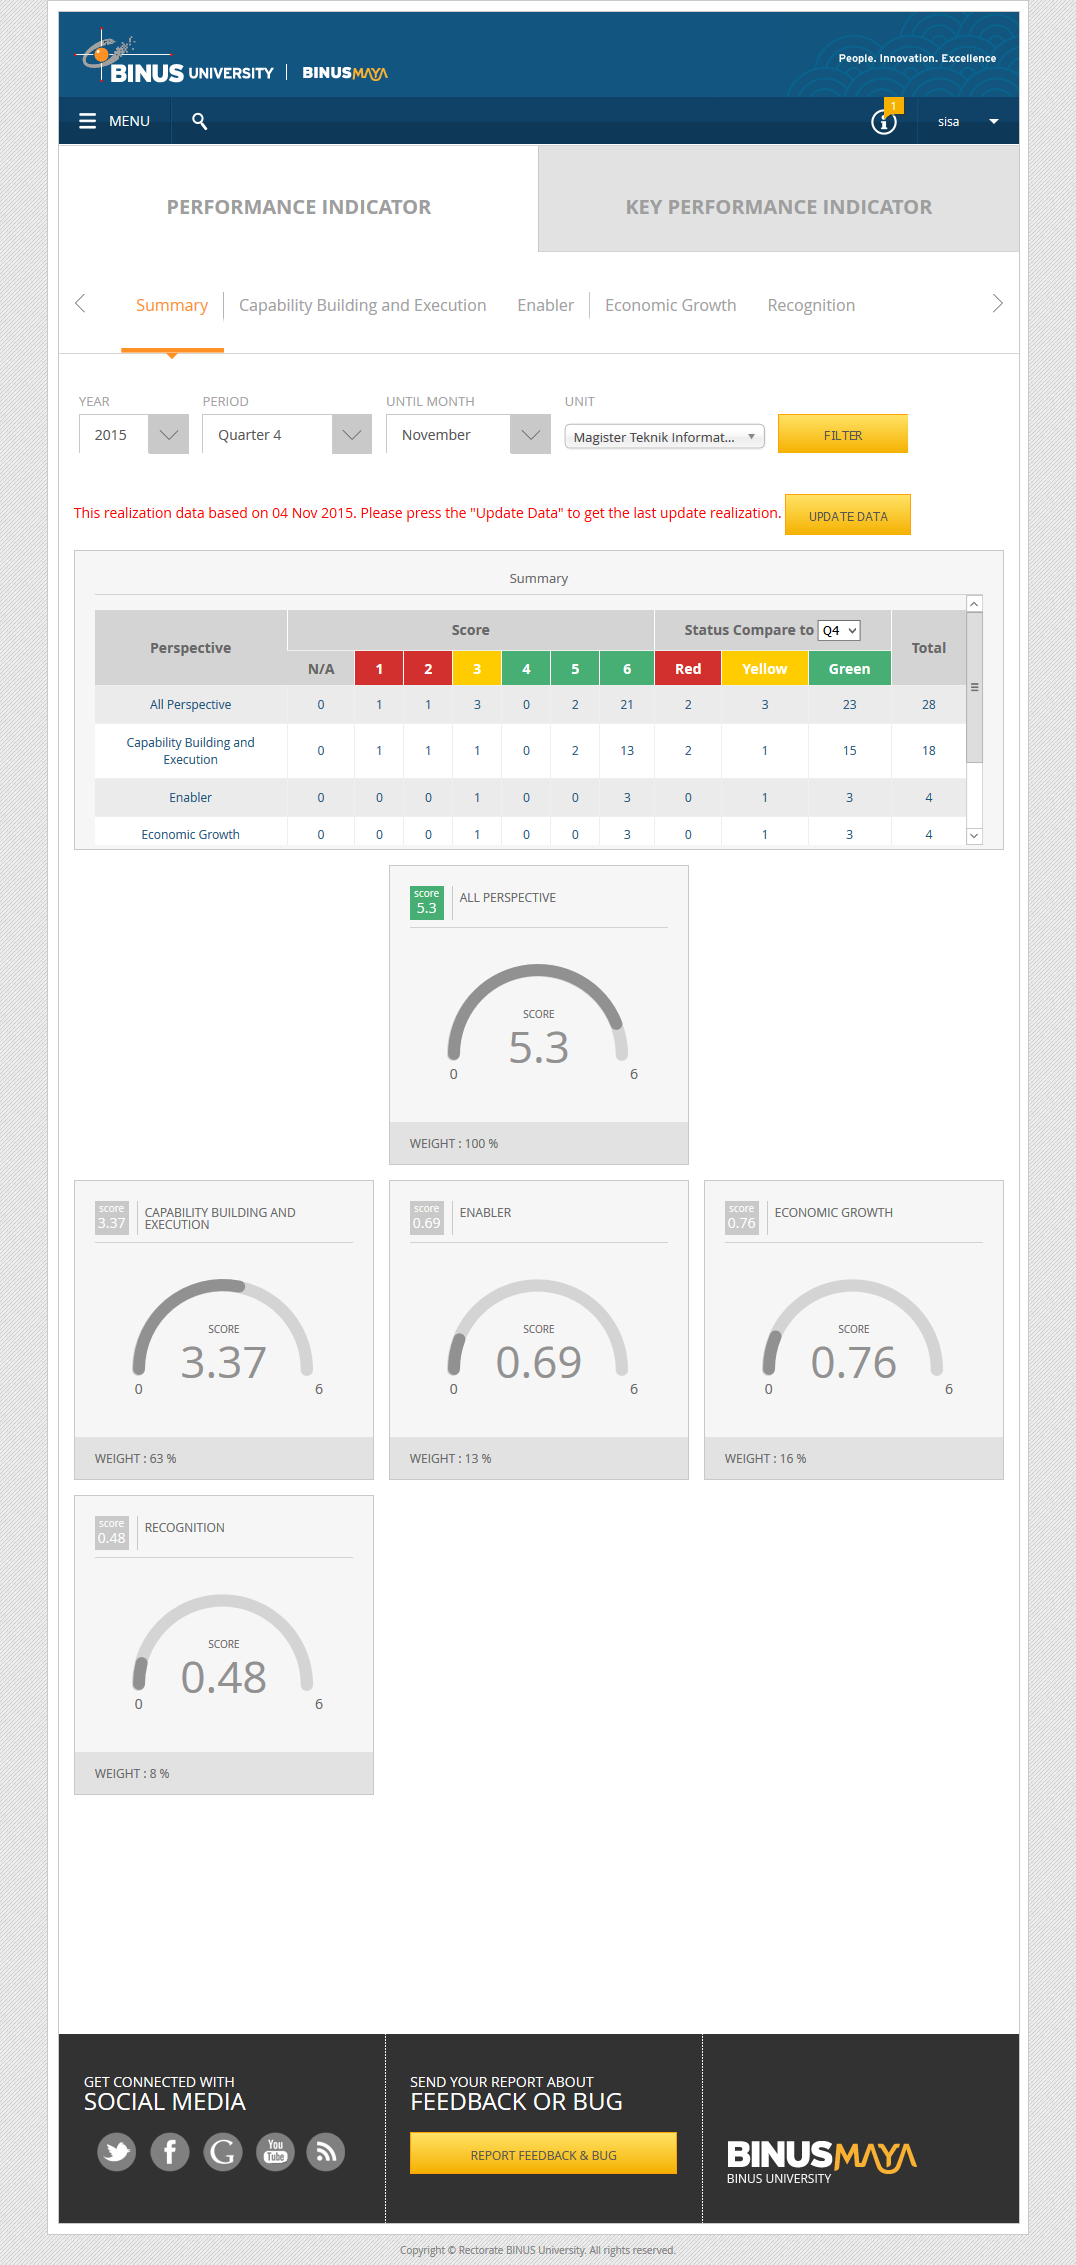 BINUS UNIVERSITY | BINUSMAYA
People. Innovation. Excellence
MENU
1
sisa
PERFORMANCE INDICATOR
KEY PERFORMANCE INDICATOR
Summary
Capability Building and Execution
Enabler
Economic Growth
Recognition
YEAR
PERIOD
UNTIL MONTH
UNIT
2015
Quarter 4
November
Magister Teknik Informat...
FILTER
This realization data based on 04 Nov 2015. Please press the "Update Data" to get the last update realization.
UPDATE DATA
Summary
Perspective
Score
Status Compare to Q4
Total
N/A 1 2 3 4 5 6 Red Yellow Green
All Perspective 0 1 1 3 0 2 21 2 3 23 28
Capability Building and
Execution
0 1 1 1 0 2 13 2 1 15 18
Enabler 0 0 0 1 0 0 3 0 1 3 4
Economic Growth 0 0 0 1 0 0 3 0 1 3 4
score
5.3
ALL PERSPECTIVE
SCORE
5.3
0
6
WEIGHT : 100 %
score
3.37
CAPABILITY BUILDING AND
EXECUTION
SCORE
3.37
0
6
WEIGHT : 63 %
score
0.69
ENABLER
SCORE
0.69
0
6
WEIGHT : 13 %
score
0.76
ECONOMIC GROWTH
SCORE
0.76
0
6
WEIGHT : 16 %
score
0.48
RECOGNITION
SCORE
0.48
0
6
WEIGHT : 8 %
GET CONNECTED WITH
SOCIAL MEDIA
You
Tube
SEND YOUR REPORT ABOUT
FEEDBACK OR BUG
REPORT FEEDBACK & BUG
BINUSMAYA
BINUS UNIVERSITY
Copyright © Rectorate BINUS University. All rights reserved.